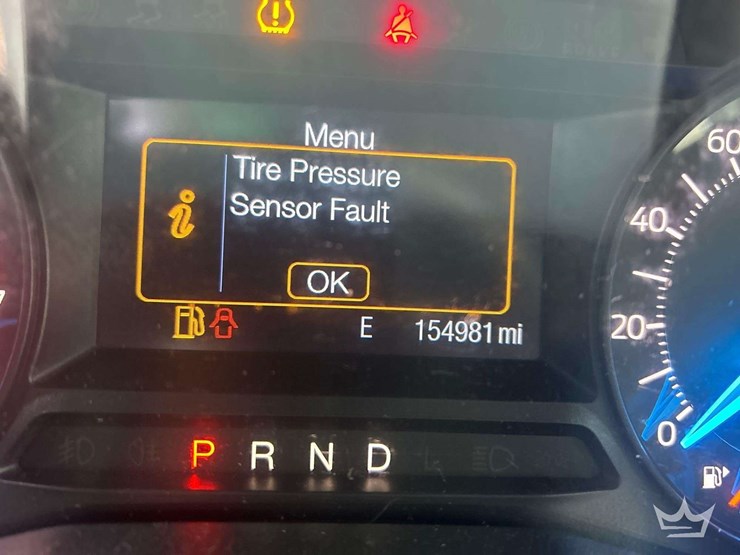 Menu
Tire Pressure
Sensor Fault
OK
E 154981 mi
P R N D
60
40
20
0